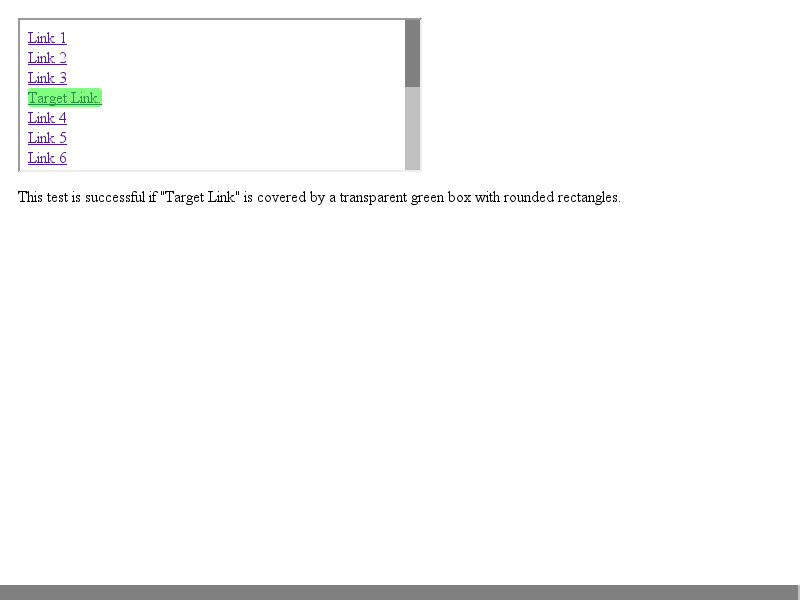 Link 1
Link 2
Link 3
Target Link.
Link 4
Link 5
Link 6
This test is successful if "Target Link" is covered by a transparent green box with rounded rectangles.